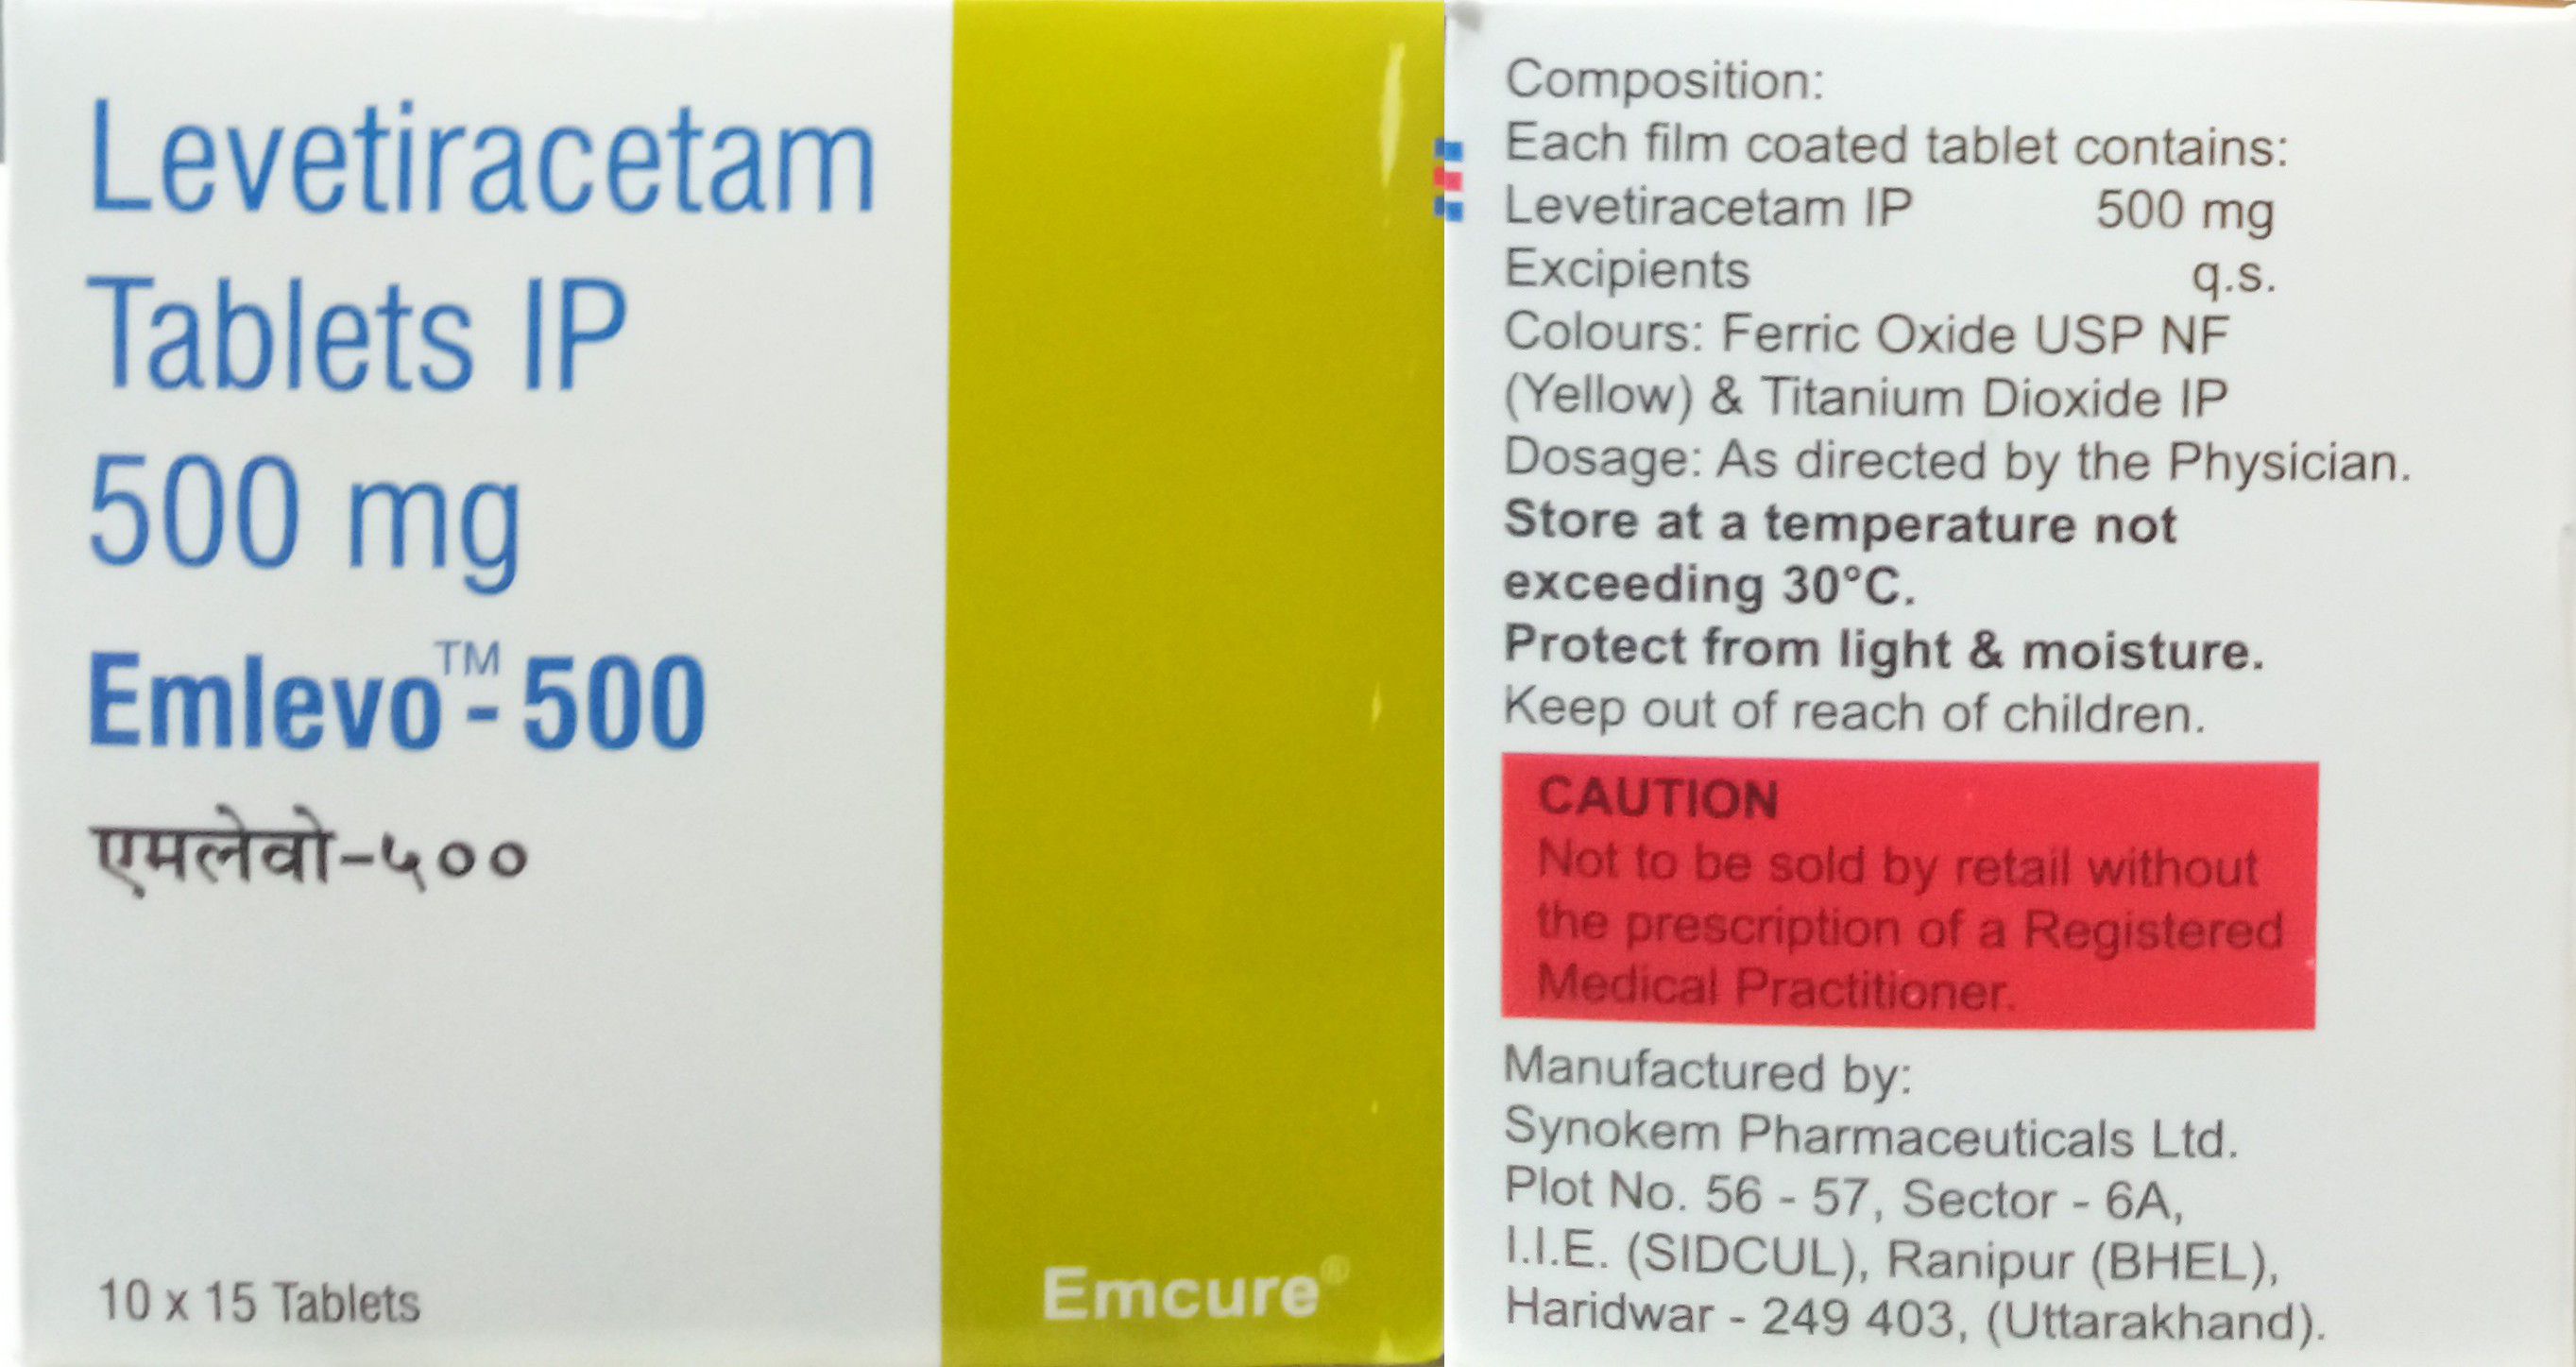 Levetiracetam
Tablets IP
500 mg
Emlevo™-500
एमलेवो-५००
10 x 15 Tablets
Emcure®
Composition:
Each film coated tablet contains:
Levetiracetam IP 500 mg
Excipients q.s.
Colours: Ferric Oxide USP NF
(Yellow) & Titanium Dioxide IP
Dosage: As directed by the Physician.
Store at a temperature not
exceeding 30°C.
Protect from light & moisture.
Keep out of reach of children.
CAUTION
Not to be sold by retail without
the prescription of a Registered
Medical Practitioner.
Manufactured by:
Synokem Pharmaceuticals Ltd.
Plot No. 56 - 57, Sector - 6A,
I.I.E. (SIDCUL), Ranipur (BHEL),
Haridwar - 249 403, (Uttarakhand).